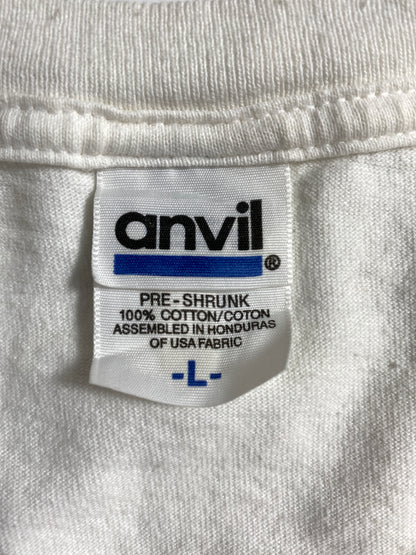 anvil
®
PRE-SHRUNK
100% COTTON/COTON
ASSEMBLED IN HONDURAS
OF USA FABRIC
-L-